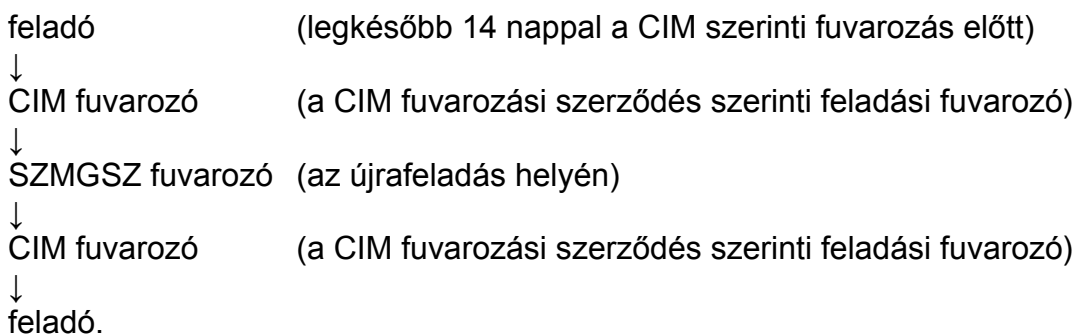 feladó (legkésőbb 14 nappal a CIM szerinti fuvarozás előtt)
↓
CIM fuvarozó (a CIM fuvarozási szerződés szerinti feladási fuvarozó)
↓
SZMGSZ fuvarozó (az újrafeladás helyén)
↓
CIM fuvarozó (a CIM fuvarozási szerződés szerinti feladási fuvarozó)
↓
feladó.